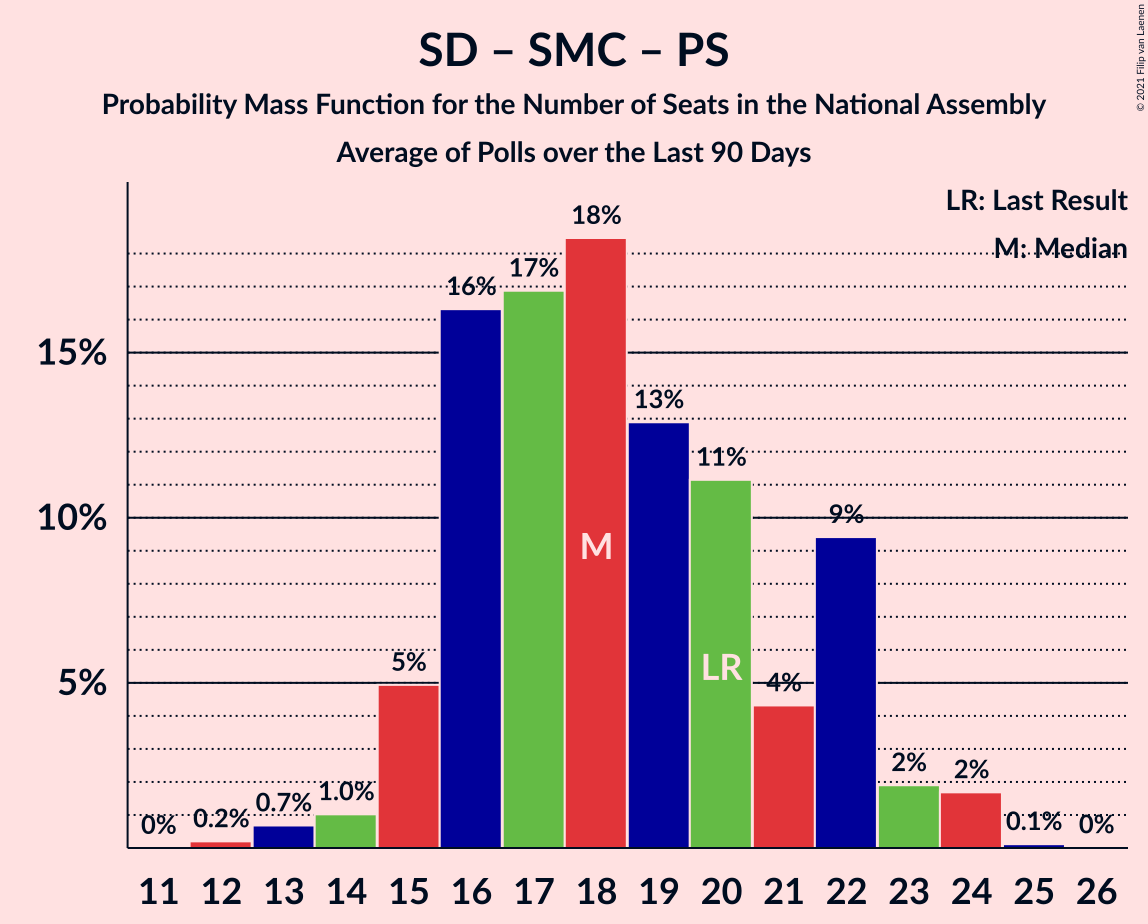 SD – SMC – PS
Probability Mass Function for the Number of Seats in the National Assembly
Average of Polls over the Last 90 Days
© 2021 Filip van Laenen
LR: Last Result
M: Median
15%
10%
5%
0%
0.2%
0.7%
1.0%
5%
16%
17%
18%
13%
11%
4%
9%
2%
2%
0.1%
0%
M
LR
11 12 13 14 15 16 17 18 19 20 21 22 23 24 25 26